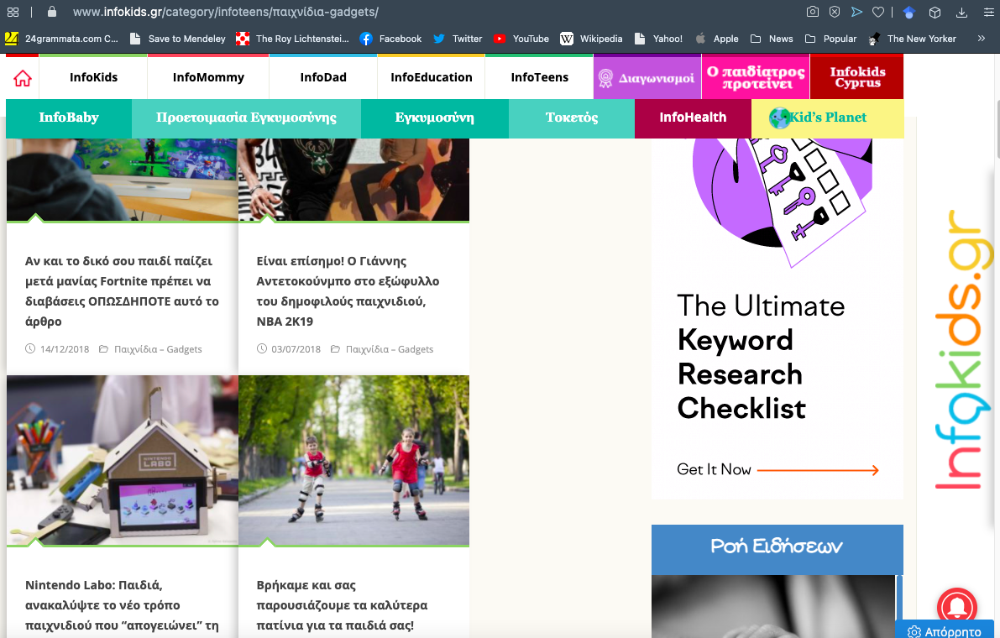 www.infokids.gr/category/infoteens/παιχνίδια-gadgets/
24grammata.com C... Save to Mendeley The Roy Lichtenstei... Facebook Twitter YouTube Wikipedia Yahoo! Apple News Popular The New Yorker »
InfoKids InfoMommy InfoDad InfoEducation InfoTeens Διαγωνισμοί Ο παιδίατρος προτείνει Infokids Cyprus
InfoBaby Προετοιμασία Εγκυμοσύνης Εγκυμοσύνη Τοκετός InfoHealth Kid's Planet
Αν και το δικό σου παιδί παίζει
μετά μανίας Fortnite πρέπει να
διαβάσεις ΟΠΩΣΔΗΠΟΤΕ αυτό το
άρθρο
14/12/2018 Παιχνίδια – Gadgets
Είναι επίσημο! Ο Γιάννης
Αντετοκούνμπο στο εξώφυλλο
του δημοφιλούς παιχνιδιού,
NBA 2K19
03/07/2018 Παιχνίδια – Gadgets
NINTENDO
LABO
Nintendo Labo: Παιδιά,
ανακαλύψτε το νέο τρόπο
παιχνιδιού που “απογειώνει” τη
Βρήκαμε και σας
παρουσιάζουμε τα καλύτερα
πατίνια για τα παιδιά σας!
The Ultimate
Keyword
Research
Checklist
Get It Now
Ροή Ειδήσεων
Infokids.gr
Απόρρητο